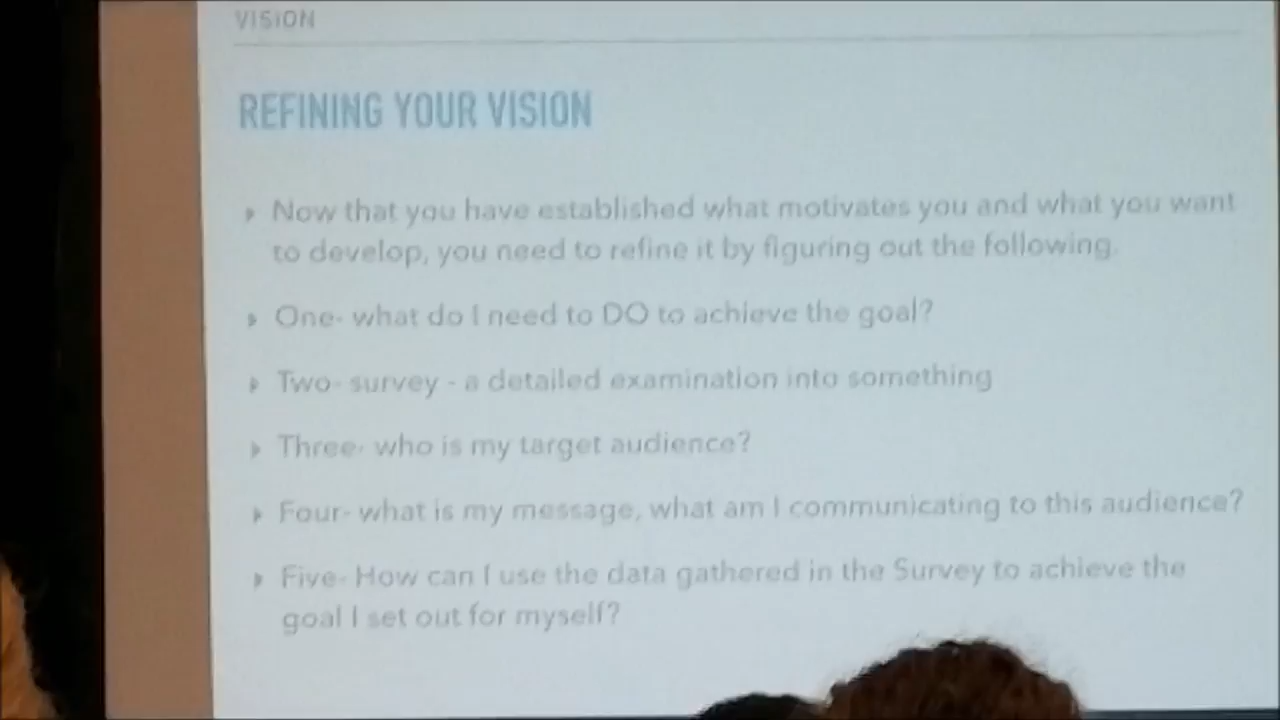 VISION
REFINING YOUR VISION
Now that you have established what motivates you and what you want
to develop, you need to refine it by figuring out the following.
One- what do I need to DO to achieve the goal?
Two- survey - a detailed examination into something
Three- who is my target audience?
Four- what is my message, what am I communicating to this audience?
Five- How can I use the data gathered in the Survey to achieve the
goal I set out for myself?